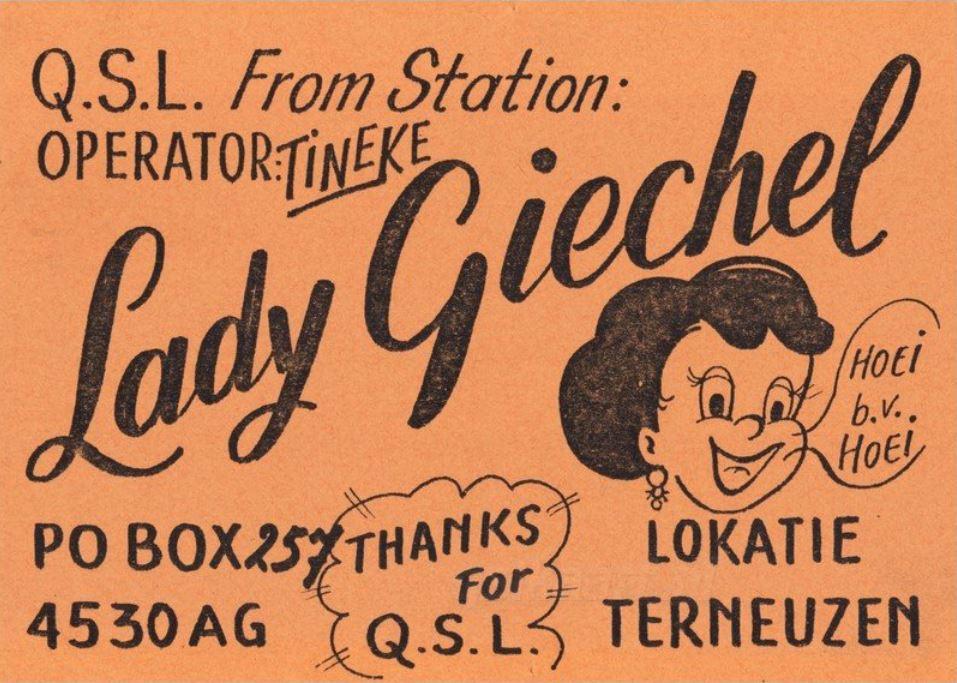 Q.S.L. From Station:
OPERATOR: TiNEKE
Lady Giechel
HOEi
b.v..
HOEi
PO BOX 257
4530 AG
THANKS
For
Q.S.L.
LOKATIE
TERNEUZEN